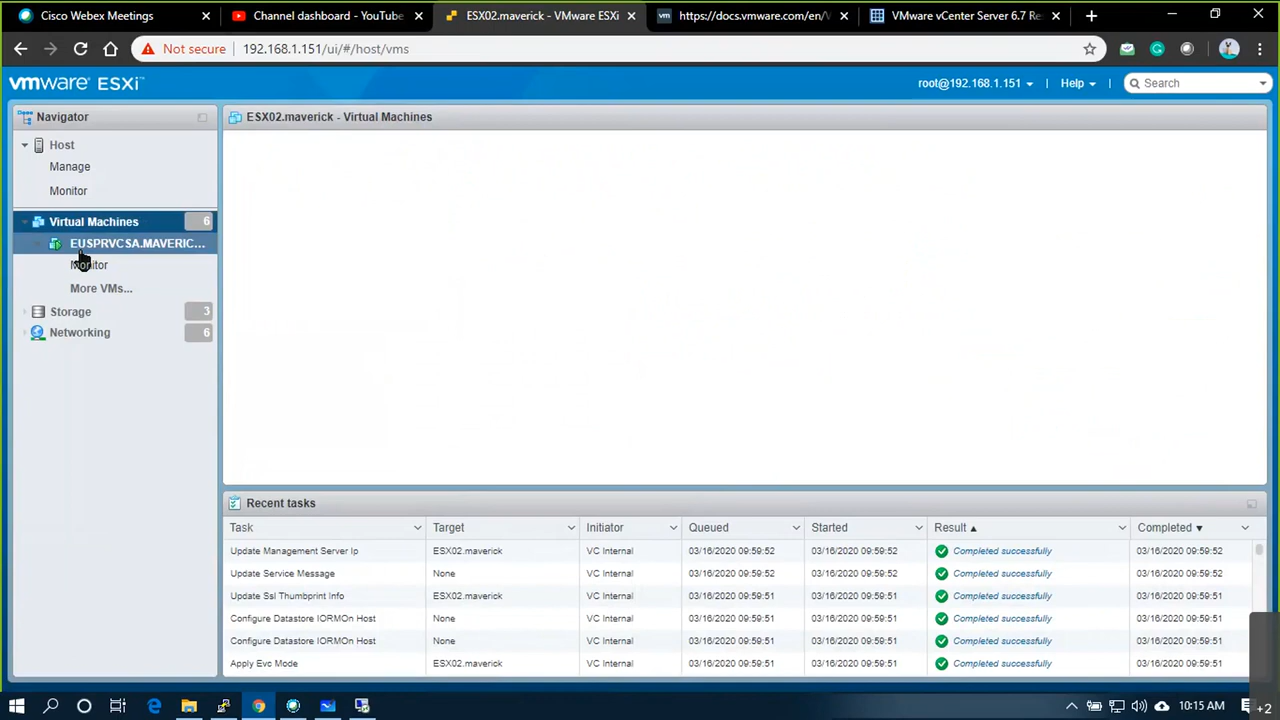 Cisco Webex Meetings
Channel dashboard - YouTube
ESX02.maverick - VMware ESXi
vm https://docs.vmware.com/en/V
VMware vCenter Server 6.7 Re
Not secure 192.168.1.151/ui/#/host/vms
vmware ESXi™
root@192.168.1.151 | Help | Search
Navigator
ESX02.maverick - Virtual Machines
Host
Manage
Monitor
Virtual Machines 6
EUSPRVCSA.MAVERIC...
Monitor
More VMs...
Storage 3
Networking 6
Recent tasks
Task Target Initiator Queued Started Result ▲ Completed ▼
Update Management Server Ip ESX02.maverick VC Internal 03/16/2020 09:59:52 03/16/2020 09:59:52 Completed successfully 03/16/2020 09:59:52
Update Service Message None VC Internal 03/16/2020 09:59:52 03/16/2020 09:59:52 Completed successfully 03/16/2020 09:59:52
Update Ssl Thumbprint Info ESX02.maverick VC Internal 03/16/2020 09:59:51 03/16/2020 09:59:51 Completed successfully 03/16/2020 09:59:51
Configure Datastore IORMOn Host None VC Internal 03/16/2020 09:59:51 03/16/2020 09:59:51 Completed successfully 03/16/2020 09:59:51
Configure Datastore IORMOn Host None VC Internal 03/16/2020 09:59:51 03/16/2020 09:59:51 Completed successfully 03/16/2020 09:59:51
Apply Evc Mode ESX02.maverick VC Internal 03/16/2020 09:59:51 03/16/2020 09:59:51 Completed successfully 03/16/2020 09:59:51
10:15 AM
+2